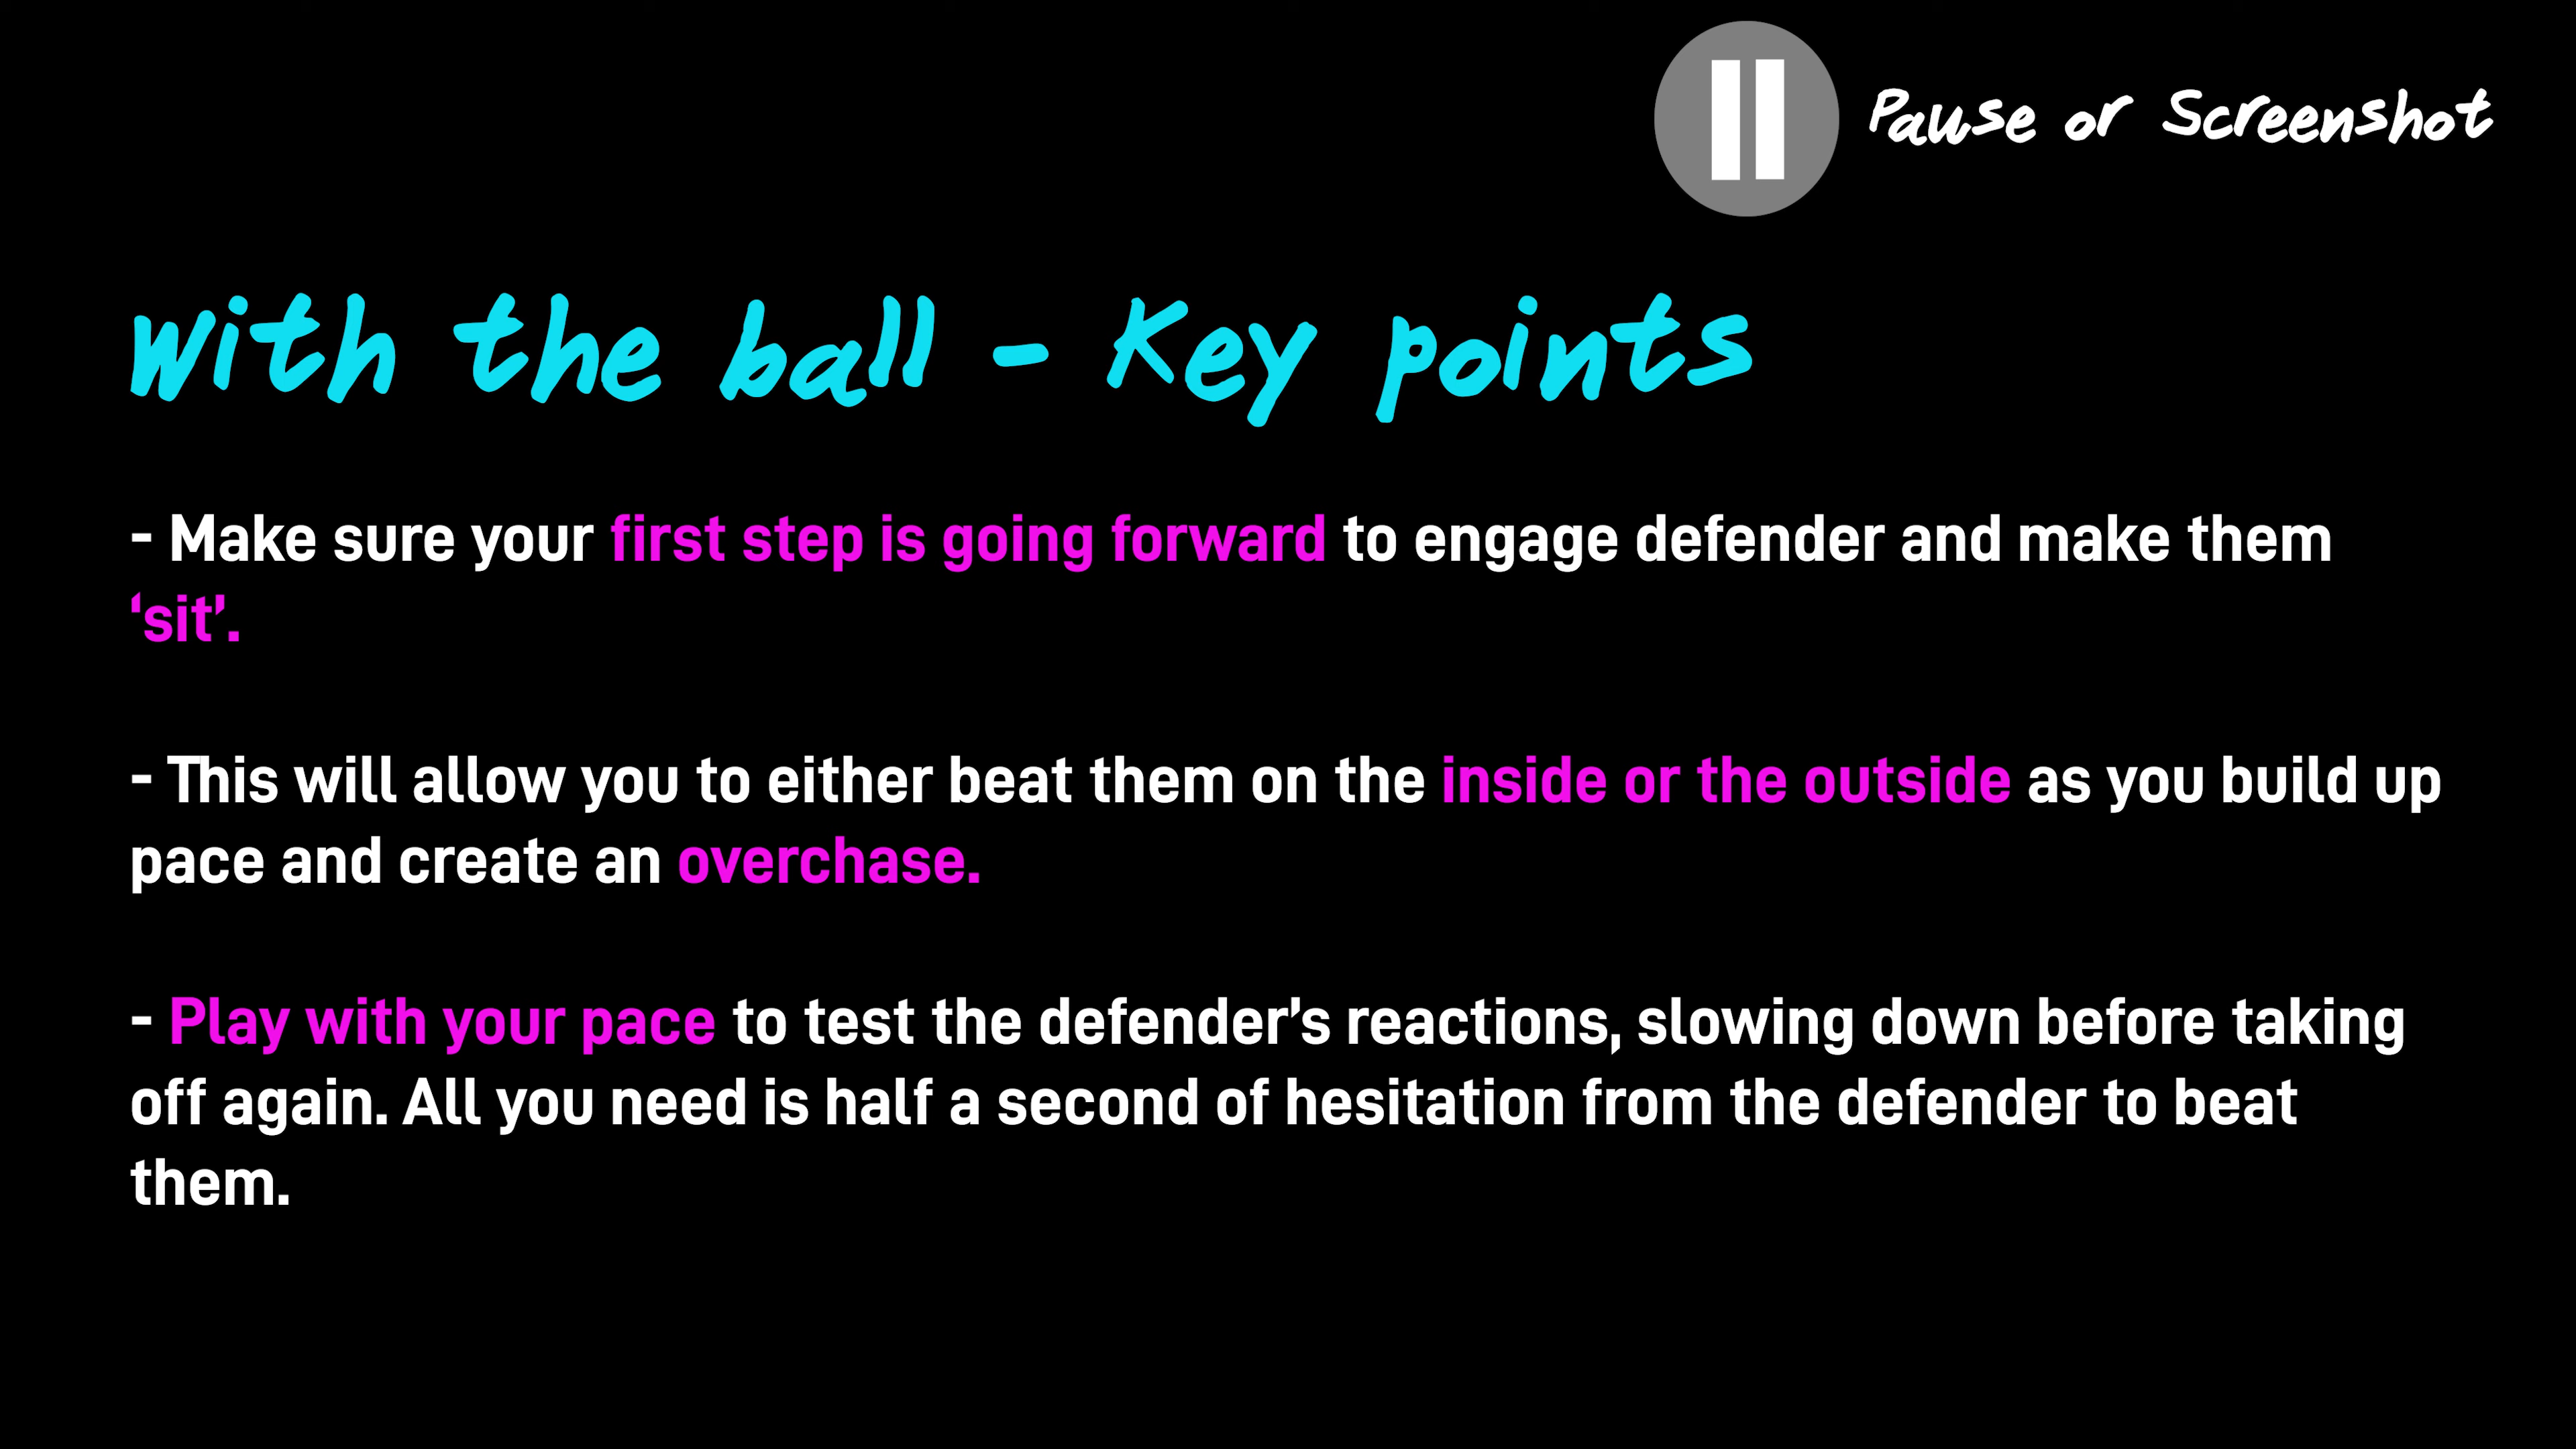 Pause or Screenshot
With the ball - Key points
- Make sure your first step is going forward to engage defender and make them
‘sit’.
- This will allow you to either beat them on the inside or the outside as you build up
pace and create an overchase.
- Play with your pace to test the defender’s reactions, slowing down before taking
off again. All you need is half a second of hesitation from the defender to beat
them.